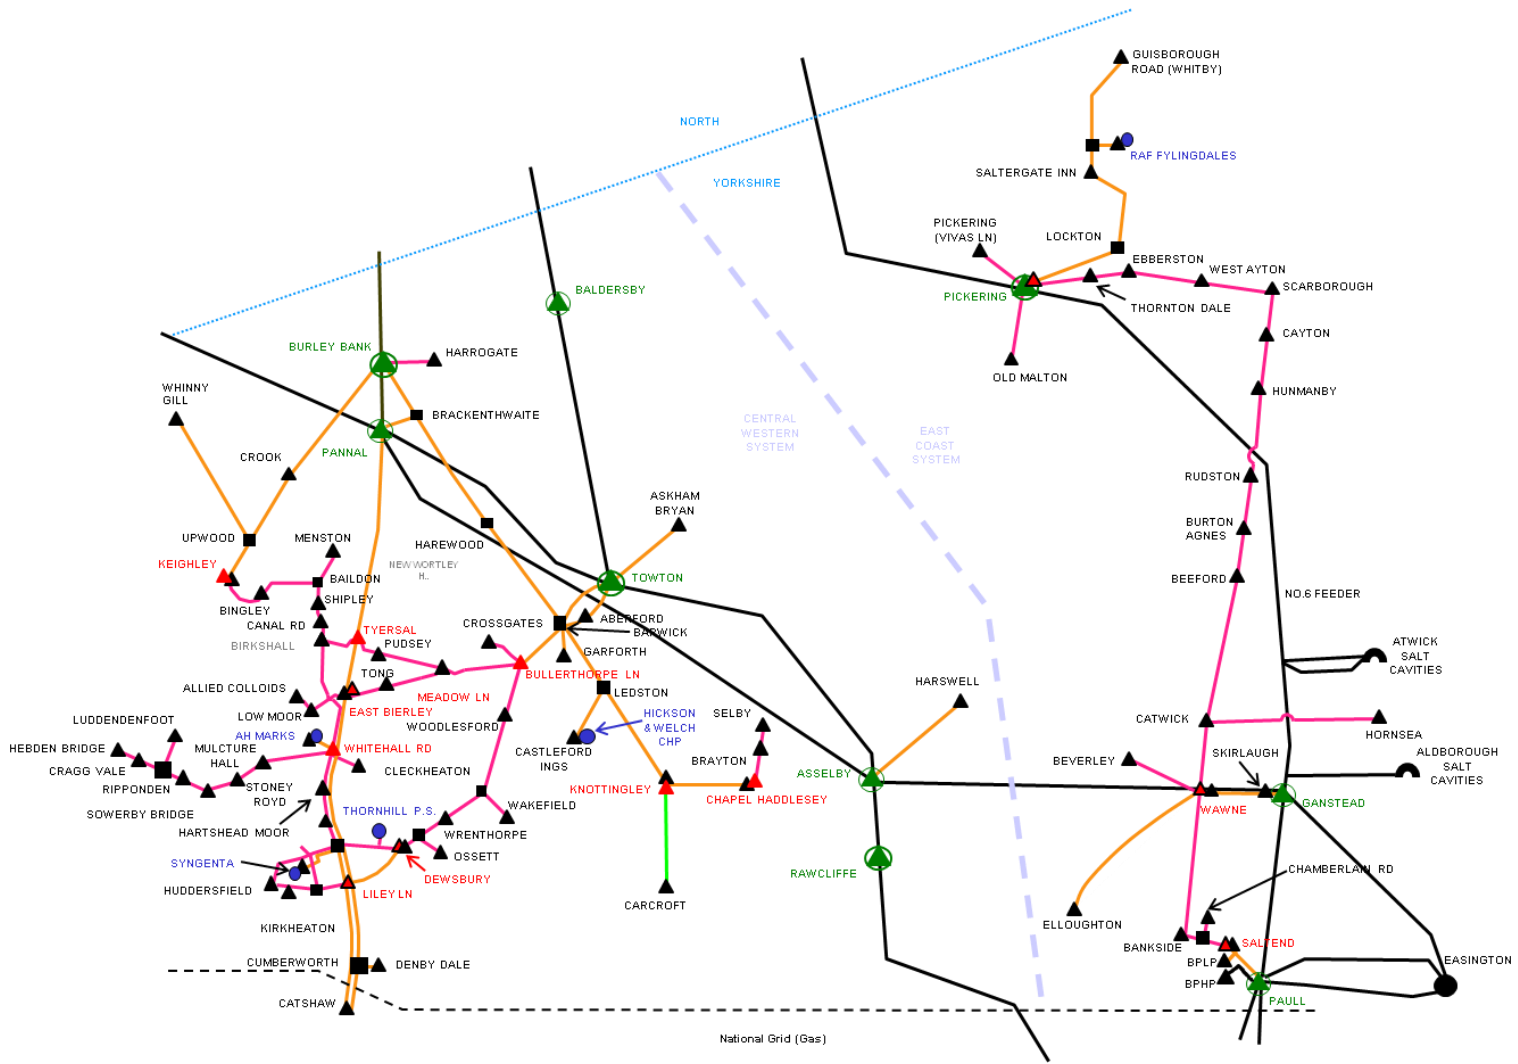 GUISBOROUGH
ROAD (WHITBY)
NORTH
RAF FYLINGDALES
SALTERGATE INN
YORKSHIRE
PICKERING
(VIVAS LN)
LOCKTON
EBBERSTON
WEST AYTON
SCARBOROUGH
BALDERSBY
PICKERING
THORNTON DALE
CAYTON
BURLEY BANK
HARROGATE
OLD MALTON
HUNMANBY
WHINNY
GILL
BRACKENTHWAITE
CENTRAL
WESTERN
SYSTEM
EAST
COAST
SYSTEM
PANNAL
CROOK
RUDSTON
ASKHAM
BRYAN
BURTON
AGNES
UPWOOD
MENSTON
HAREWOOD
NEW WORTLEY
H..
KEIGHLEY
BAILDON
TOWTON
BEEFORD
NO.6 FEEDER
SHIPLEY
BINGLEY
CANAL RD
TYERSAL
CROSSGATES
ABERFORD
BARWICK
BIRKSHALL
PUDSEY
GARFORTH
ATWICK
SALT
CAVITIES
TONG
BULLERTHORPE LN
ALLIED COLLOIDS
MEADOW LN
LEDSTON
HARSWELL
LOW MOOR
EAST BIERLEY
HICKSON
& WELCH
CHP
SELBY
CATWICK
LUDDENDENFOOT
AH MARKS
WOODLESFORD
HORNSEA
HEBDEN BRIDGE
MULCTURE
HALL
WHITEHALL RD
CASTLEFORD
INGS
BRAYTON
SKIRLAUGH
ALDBOROUGH
SALT
CAVITIES
BEVERLEY
CRAGG VALE
CLECKHEATON
ASSELBY
RIPPONDEN
STONEY
ROYD
KNOTTINGLEY
CHAPEL HADDLESEY
WAWNE
GANSTEAD
SOWERBY BRIDGE
THORNHILL P.S.
WAKEFIELD
HARTSHEAD MOOR
WRENTHORPE
OSSETT
SYNGENTA
DEWSBURY
RAWCLIFFE
CHAMBERLAIN RD
HUDDERSFIELD
LILEY LN
CARCROFT
KIRKHEATON
ELLOUGHTON
BANKSIDE
SALTEND
CUMBERWORTH
DENBY DALE
BPLP
EASINGTON
BPHP
CATSHAW
PAULL
National Grid (Gas)